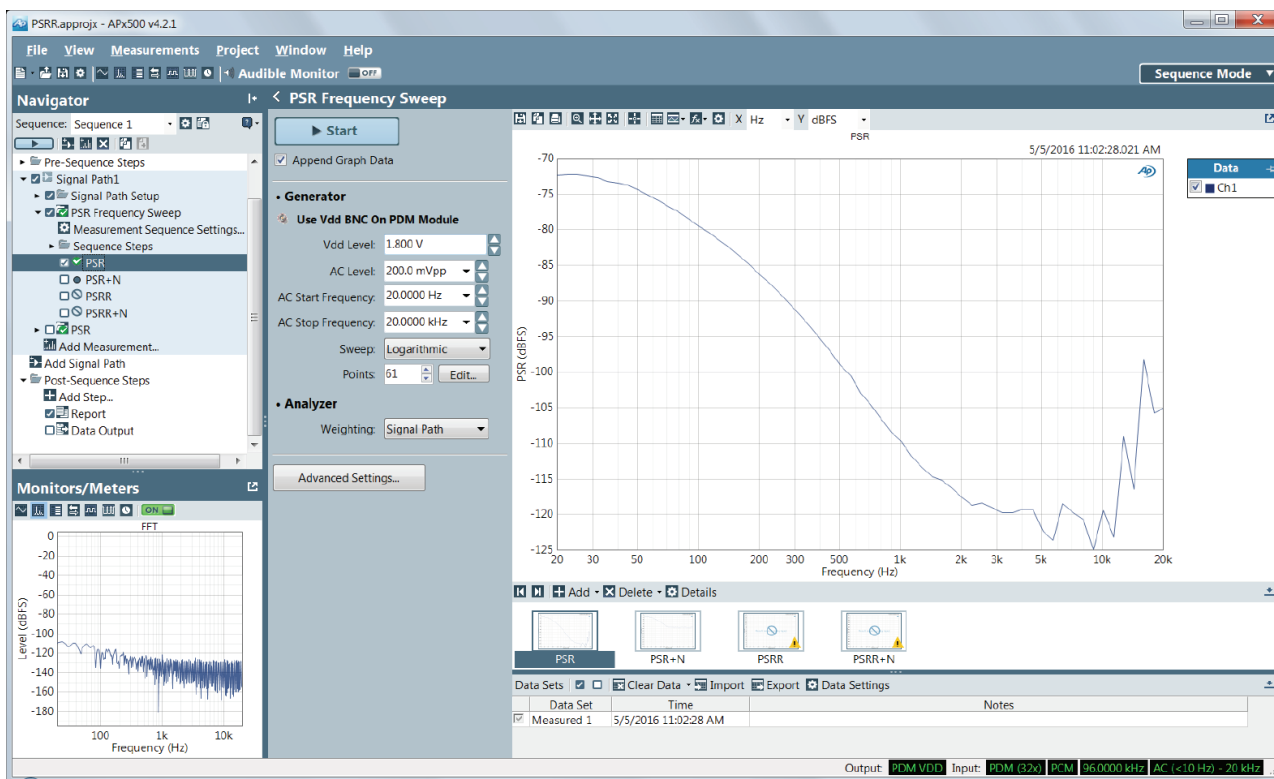 PSRR.approjx - APx500 v4.2.1
File View Measurements Project Window Help
Audible Monitor OFF
Sequence Mode
Navigator
Sequence: Sequence 1
Pre-Sequence Steps
Signal Path1
Signal Path Setup
PSR Frequency Sweep
Measurement Sequence Settings...
Sequence Steps
PSR
PSR+N
PSRR
PSRR+N
PSR
Add Measurement...
Add Signal Path
Post-Sequence Steps
Add Step...
Report
Data Output
Monitors/Meters
ON
FFT
0
-20
-40
-60
-80
-100
-120
-140
-160
-180
Level (dBFS)
100 1k 10k
Frequency (Hz)
PSR Frequency Sweep
Start
Append Graph Data
• Generator
Use Vdd BNC On PDM Module
Vdd Level: 1.800 V
AC Level: 200.0 mVpp
AC Start Frequency: 20.0000 Hz
AC Stop Frequency: 20.0000 kHz
Sweep: Logarithmic
Points: 61 Edit...
• Analyzer
Weighting: Signal Path
Advanced Settings...
X Hz Y dBFS
PSR
5/5/2016 11:02:28.021 AM
AP
Data
Ch1
-70
-75
-80
-85
-90
-95
-100
-105
-110
-115
-120
-125
PSR (dBFS)
20 30 50 100 200 300 500 1k 2k 3k 5k 10k 20k
Frequency (Hz)
Add Delete Details
PSR PSR+N PSRR PSRR+N
Data Sets Clear Data Import Export Data Settings
Data Set Time Notes
Measured 1 5/5/2016 11:02:28 AM
Output: PDM VDD Input: PDM (32x) PCM 96.0000 kHz AC (<10 Hz) - 20 kHz